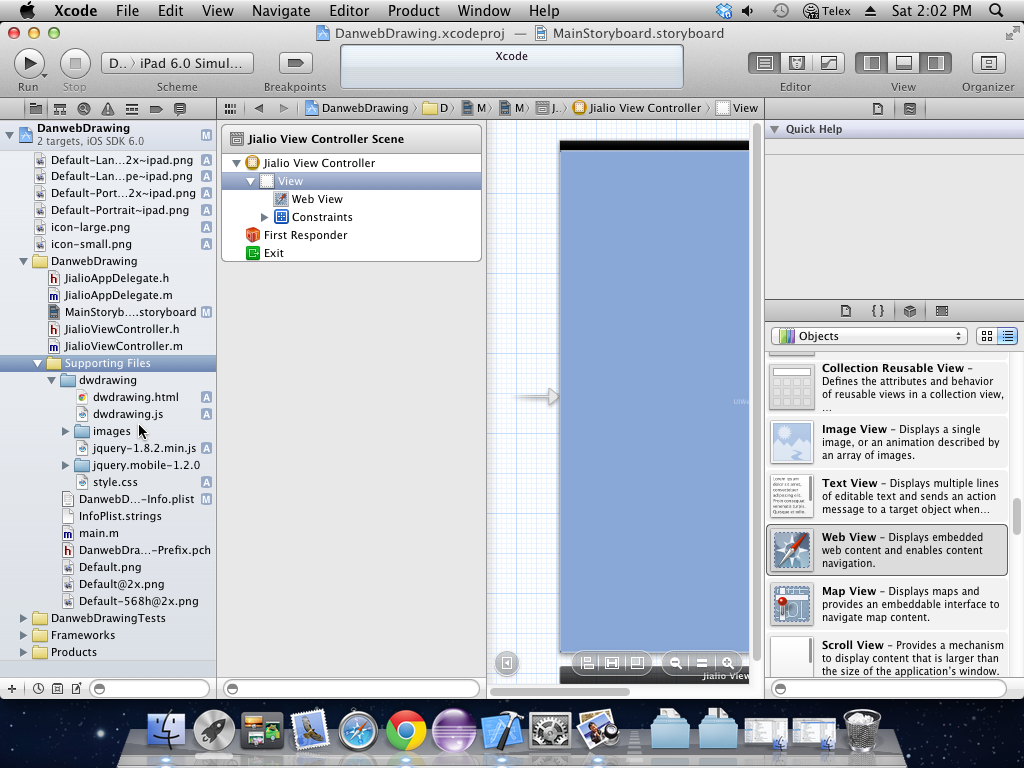 Xcode File Edit View Navigate Editor Product Window Help Telex Sat 2:02 PM
DanwebDrawing.xcodeproj — MainStoryboard.storyboard
D.. iPad 6.0 Simul...
Xcode
Run Stop Scheme Breakpoints Editor View Organizer
DanwebDrawing D M M J.. Jialio View Controller View
DanwebDrawing M
2 targets, iOS SDK 6.0
Default-Lan...2x~ipad.png A
Default-Lan...pe~ipad.png A
Default-Port...2x~ipad.png A
Default-Portrait~ipad.png A
icon-large.png A
icon-small.png A
DanwebDrawing
JialioAppDelegate.h
JialioAppDelegate.m
MainStoryb....storyboard M
JialioViewController.h
JialioViewController.m
Supporting Files
dwdrawing
dwdrawing.html A
dwdrawing.js A
images
jquery-1.8.2.min.js A
jquery.mobile-1.2.0
style.css A
DanwebD...-Info.plist M
InfoPlist.strings
main.m
DanwebDra...-Prefix.pch
Default.png
Default@2x.png
Default-568h@2x.png
DanwebDrawingTests
Frameworks
Products
Jialio View Controller Scene
Jialio View Controller
View
Web View
Constraints
First Responder
Exit
Jialio View
Quick Help
Objects
Collection Reusable View –
Defines the attributes and behavior
of reusable views in a collection view,
...
Image View – Displays a single
image, or an animation described by
an array of images.
Text View – Displays multiple lines
of editable text and sends an action
message to a target object when...
Web View – Displays embedded
web content and enables content
navigation.
Map View – Displays maps and
provides an embeddable interface to
navigate map content.
Scroll View – Provides a mechanism
to display content that is larger than
the size of the application's window.